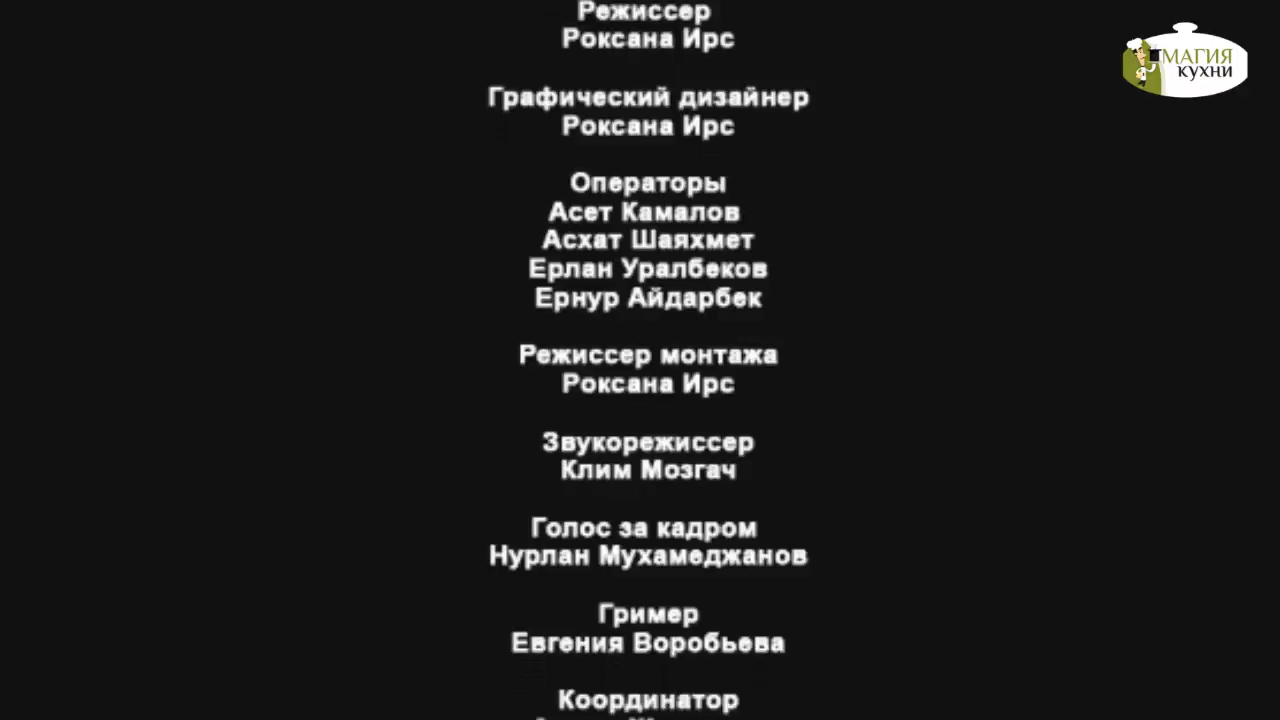 Режиссер
Роксана Ирс
МАГИЯ
КУХНИ
Графический дизайнер
Роксана Ирс
Операторы
Асет Камалов
Асхат Шаяхмет
Ерлан Уралбеков
Ернур Айдарбек
Режиссер монтажа
Роксана Ирс
Звукорежиссер
Клим Мозгач
Голос за кадром
Нурлан Мухамеджанов
Гример
Евгения Воробьева
Координатор